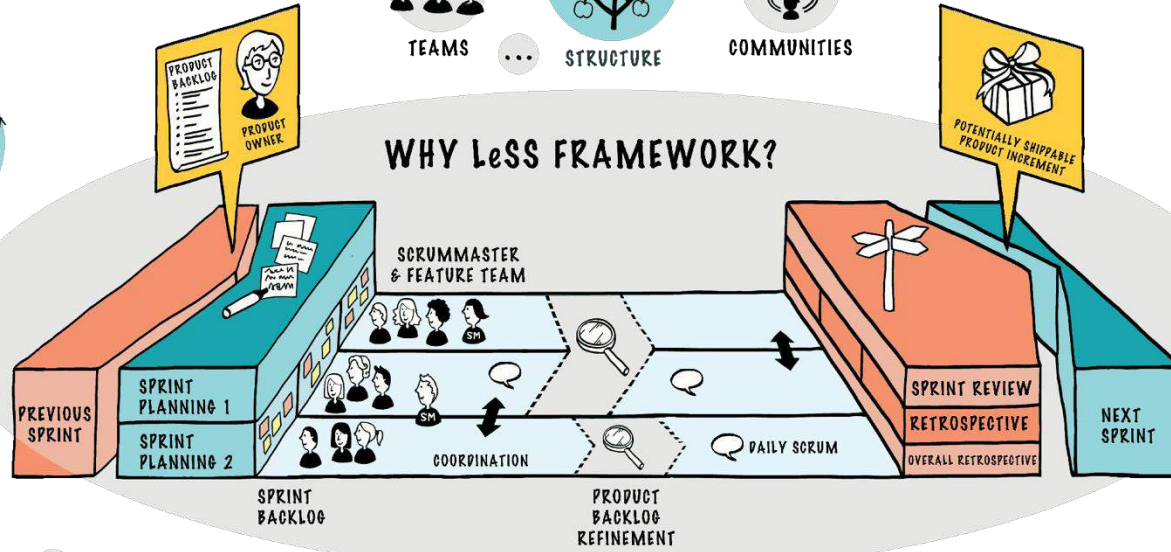 TEAMS
...
STRUCTURE
COMMUNITIES
PRODUCT
BACKLOG
PRODUCT
OWNER
POTENTIALLY SHIPPABLE
PRODUCT INCREMENT
WHY LeSS FRAMEWORK?
SCRUMMASTER
& FEATURE TEAM
SM
SM
PREVIOUS
SPRINT
SPRINT
PLANNING 1
SPRINT
PLANNING 2
COORDINATION
DAILY SCRUM
SPRINT REVIEW
RETROSPECTIVE
OVERALL RETROSPECTIVE
NEXT
SPRINT
SPRINT
BACKLOG
PRODUCT
BACKLOG
REFINEMENT